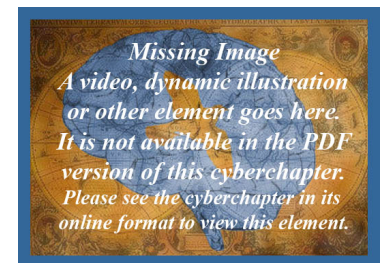 Missing Image
A video, dynamic illustration
or other element goes here.
It is not available in the PDF
version of this cyberchapter.
Please see the cyberchapter in its
online format to view this element.